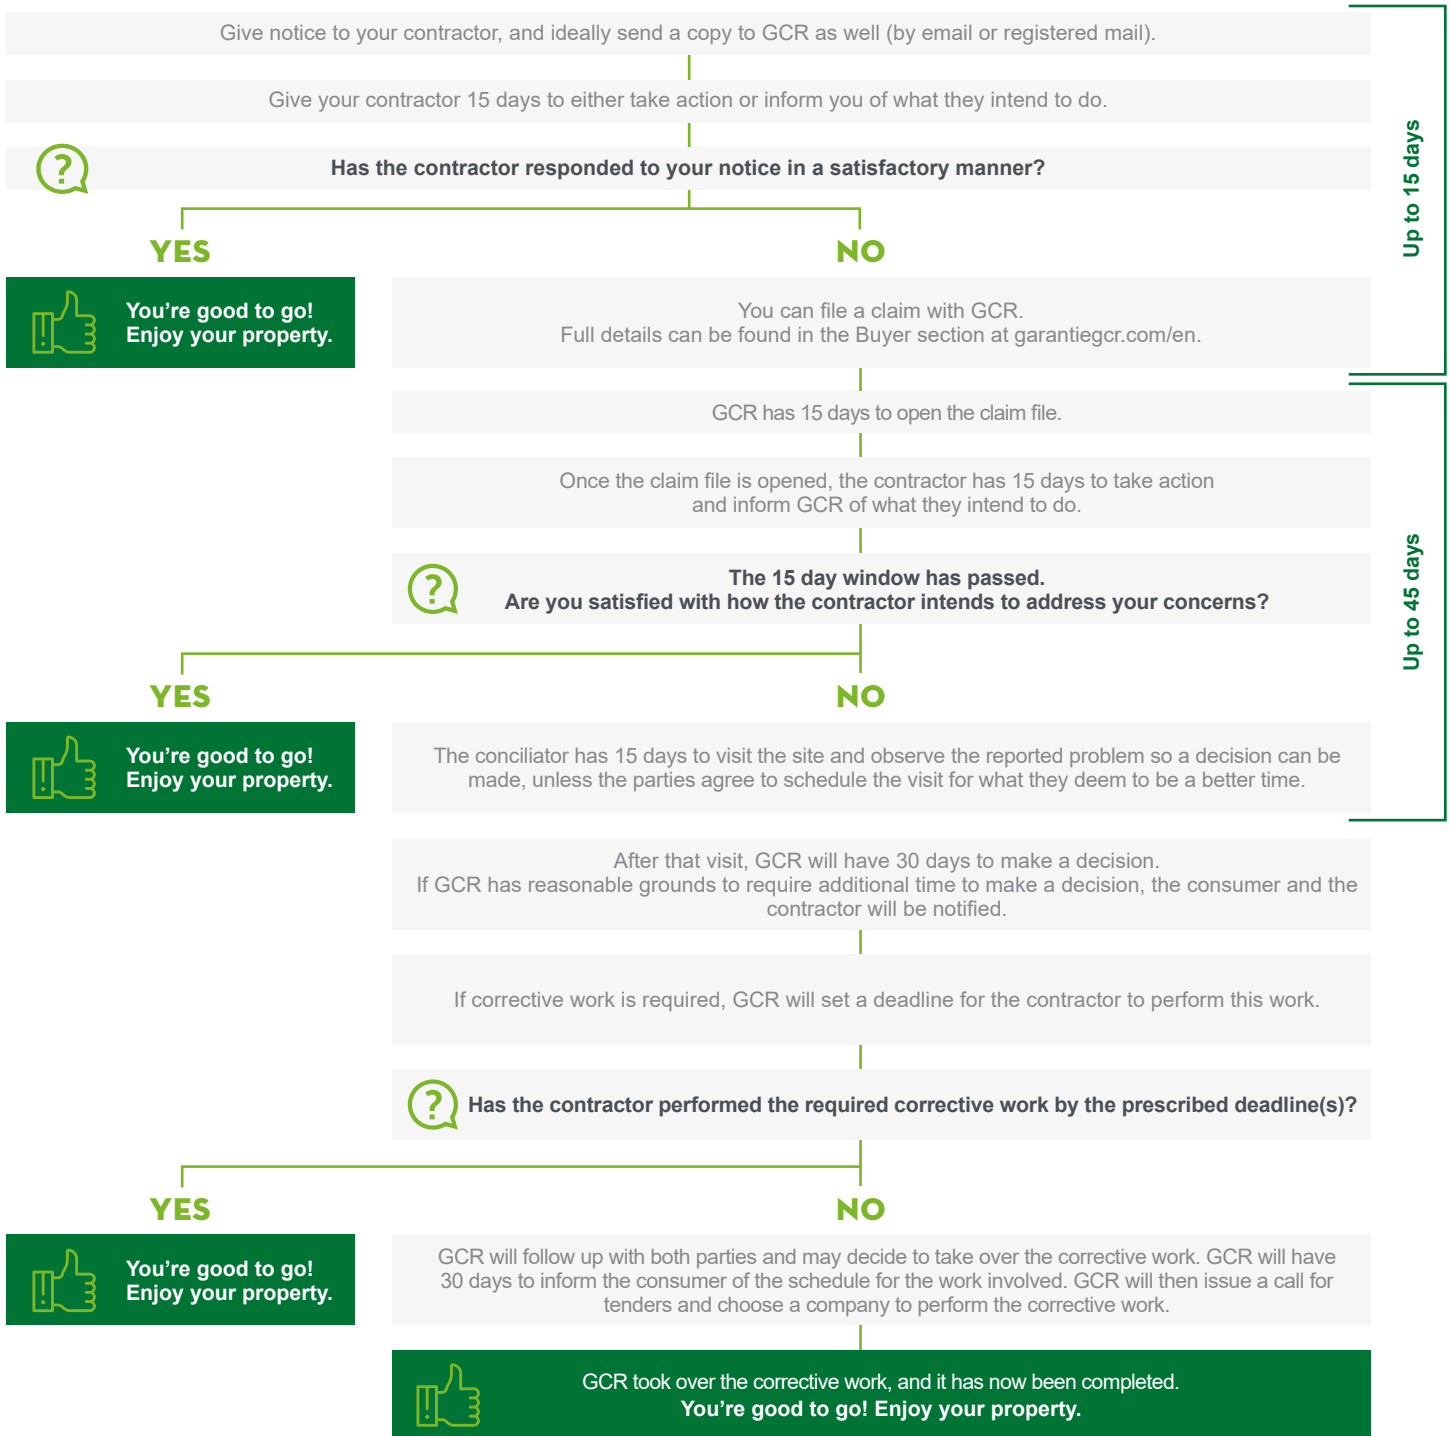 Give notice to your contractor, and ideally send a copy to GCR as well (by email or registered mail).
Give your contractor 15 days to either take action or inform you of what they intend to do.
?
Has the contractor responded to your notice in a satisfactory manner?
Up to 15 days
YES
NO
You’re good to go!
Enjoy your property.
You can file a claim with GCR.
Full details can be found in the Buyer section at garantiegcr.com/en.
GCR has 15 days to open the claim file.
Once the claim file is opened, the contractor has 15 days to take action
and inform GCR of what they intend to do.
?
The 15 day window has passed.
Are you satisfied with how the contractor intends to address your concerns?
Up to 45 days
YES
NO
You’re good to go!
Enjoy your property.
The conciliator has 15 days to visit the site and observe the reported problem so a decision can be
made, unless the parties agree to schedule the visit for what they deem to be a better time.
After that visit, GCR will have 30 days to make a decision.
If GCR has reasonable grounds to require additional time to make a decision, the consumer and the
contractor will be notified.
If corrective work is required, GCR will set a deadline for the contractor to perform this work.
?
Has the contractor performed the required corrective work by the prescribed deadline(s)?
YES
NO
You’re good to go!
Enjoy your property.
GCR will follow up with both parties and may decide to take over the corrective work. GCR will have
30 days to inform the consumer of the schedule for the work involved. GCR will then issue a call for
tenders and choose a company to perform the corrective work.
GCR took over the corrective work, and it has now been completed.
You’re good to go! Enjoy your property.